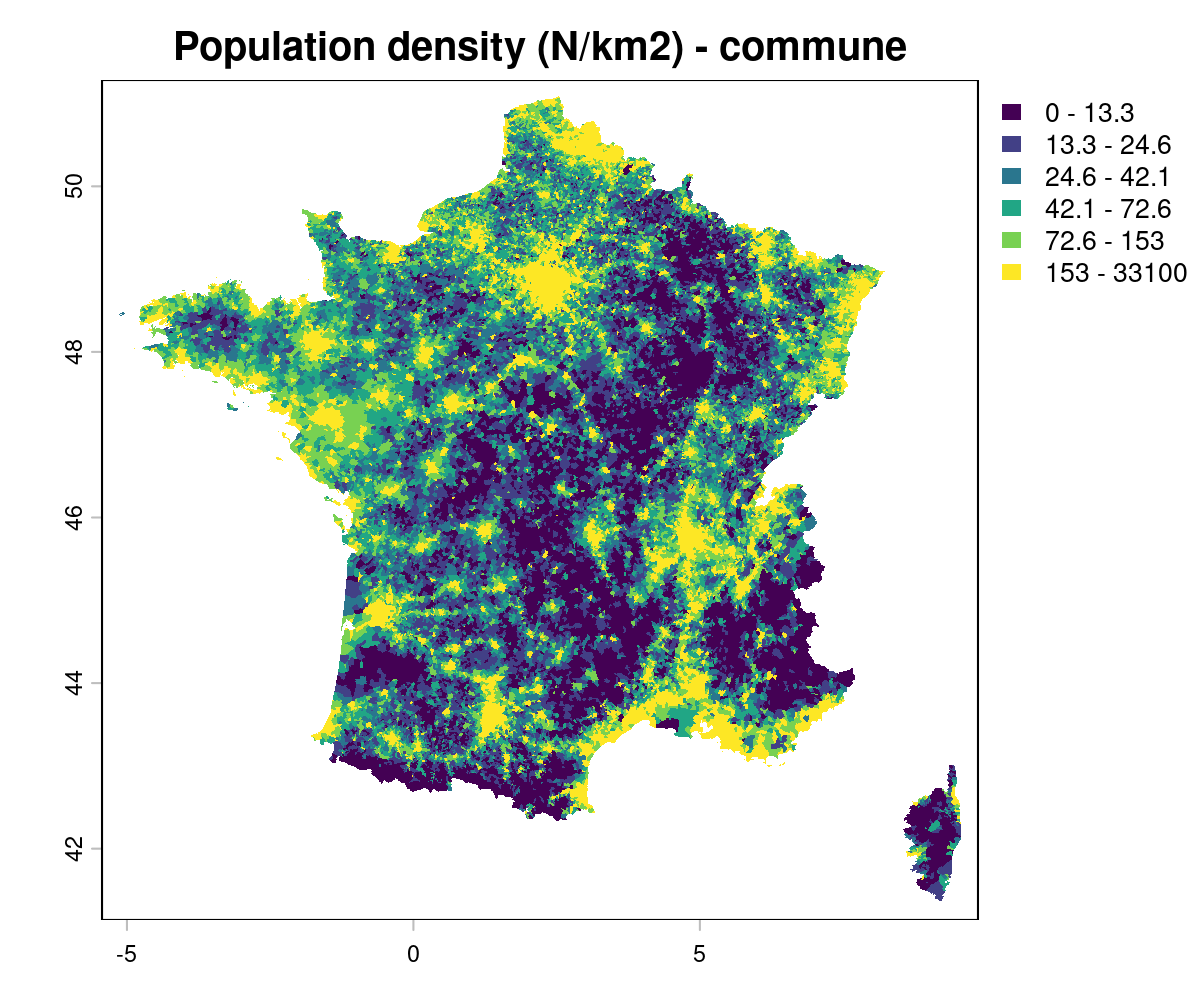 Population density (N/km2) - commune
0 - 13.3
13.3 - 24.6
24.6 - 42.1
42.1 - 72.6
72.6 - 153
153 - 33100
50
48
46
44
42
-5
0
5